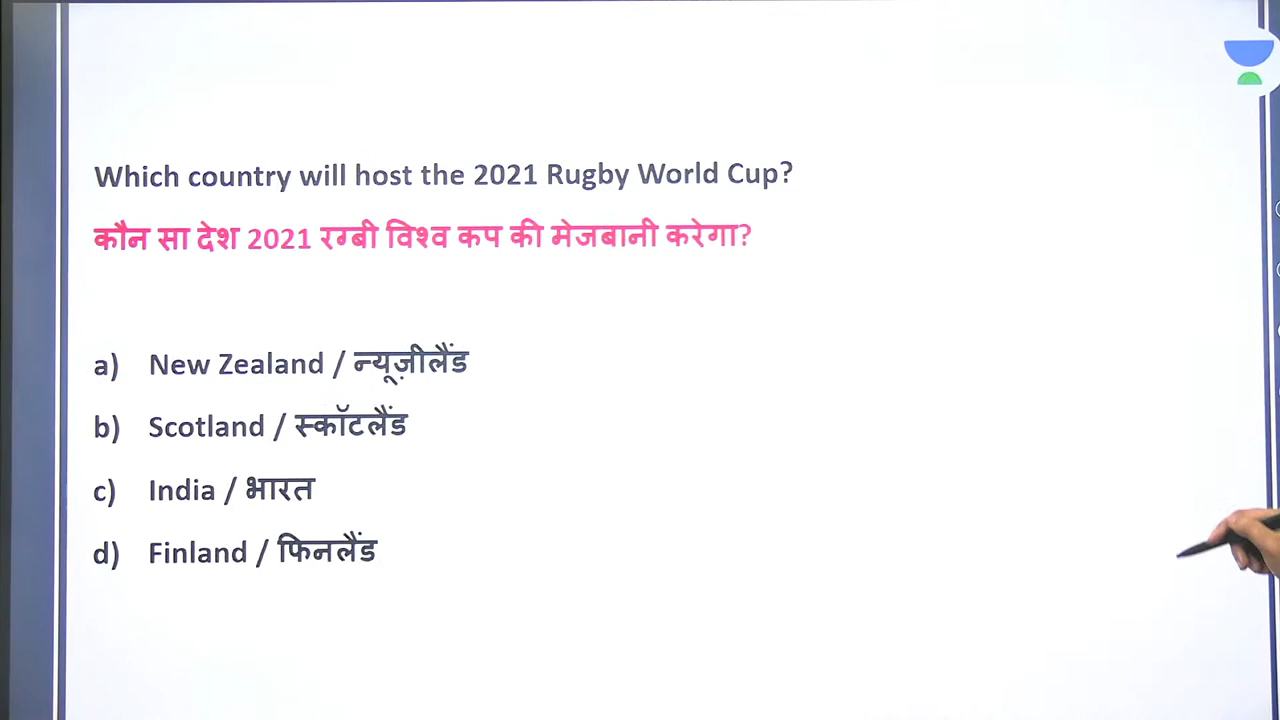 Which country will host the 2021 Rugby World Cup?
कौन सा देश 2021 रग्बी विश्व कप की मेजबानी करेगा?
a) New Zealand / न्यूज़ीलैंड
b) Scotland / स्कॉटलैंड
c) India / भारत
d) Finland / फिनलैंड